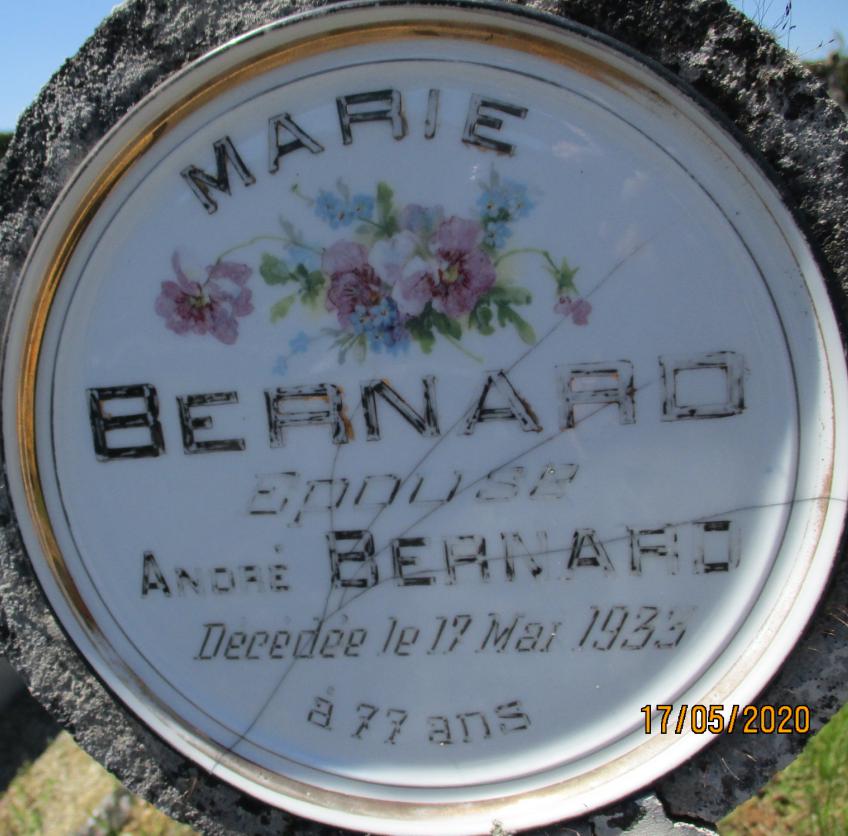 MARIE
BERNARD
Epouse
ANDRÉ BERNARD
Décédée le 17 Mai 1933
à 77 ans
17/05/2020